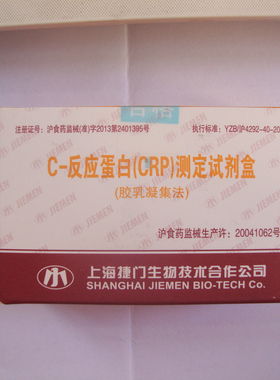 合格
注册证号：沪食药监械(准)字2013第2401395号 执行标准：YZB/沪4292-40-20
C-反应蛋白(CRP)测定试剂盒
(胶乳凝集法)
沪食药监械生产许：20041062号
上海捷门生物技术合作公司
SHANGHAI JIEMEN BIO-TECH Co.